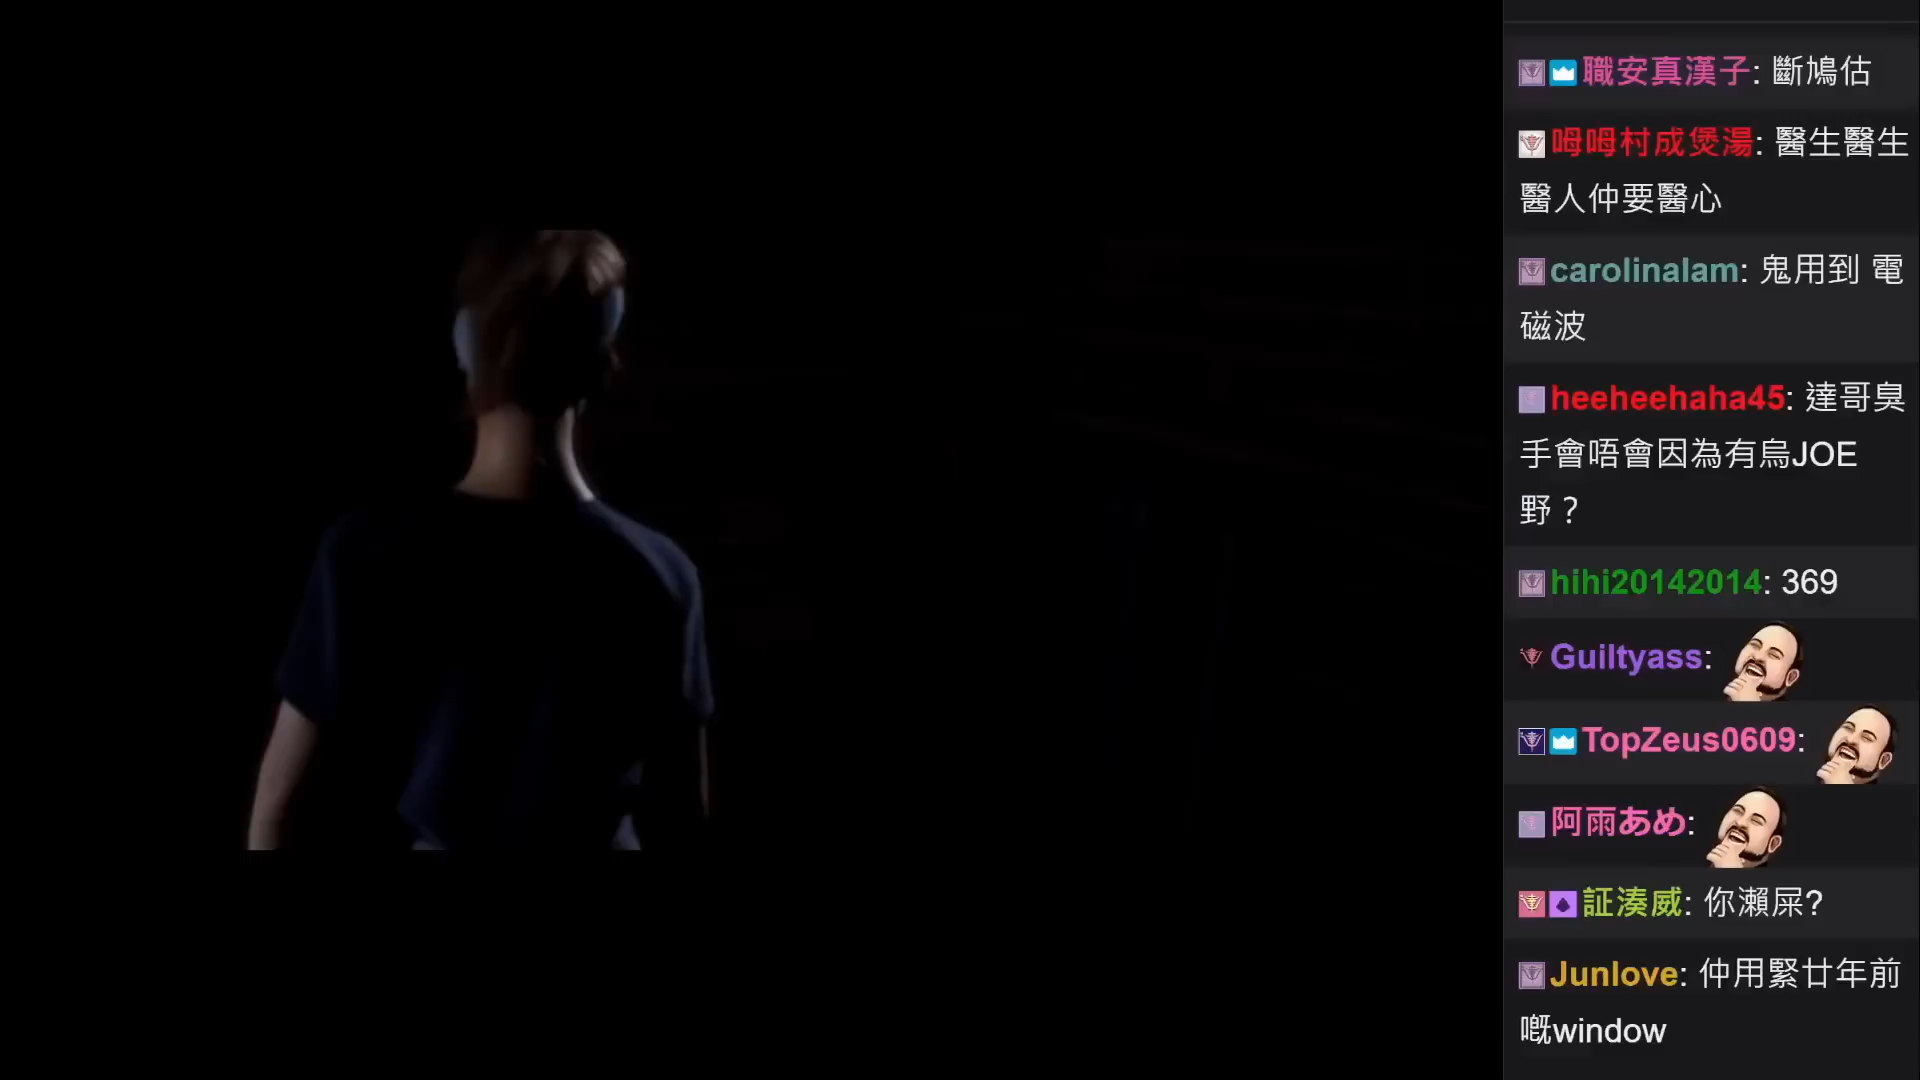 職安真漢子: 斷鳩估
呣呣村成煲湯: 醫生醫生
醫人仲要醫心
carolinalam: 鬼用到 電
磁波
heeheehaha45: 達哥臭
手會唔會因為有烏JOE
野？
hihi20142014: 369
Guiltyass:
TopZeus0609:
阿雨あめ:
証湊威: 你瀨屎?
Junlove: 仲用緊廿年前
嘅window